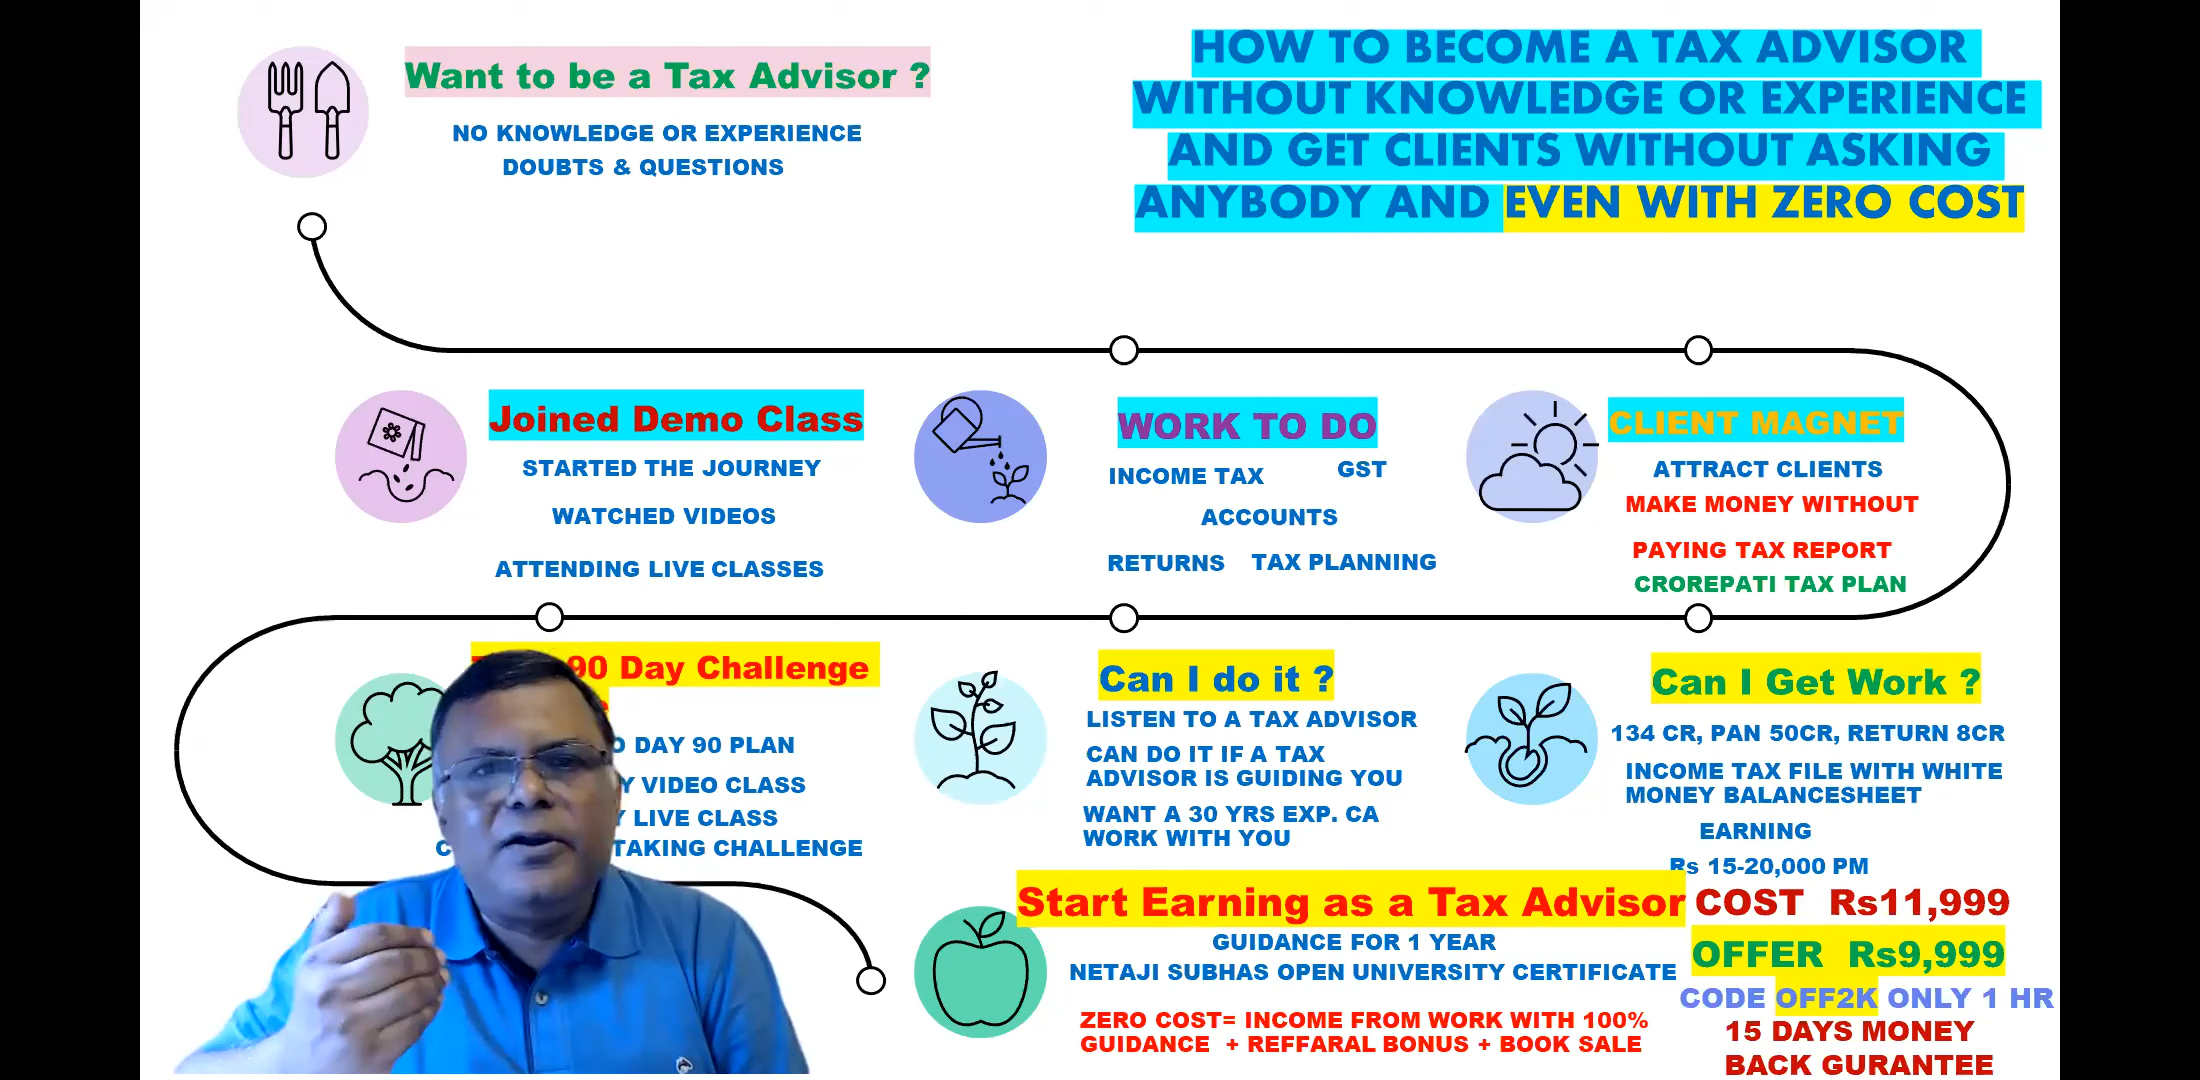 Want to be a Tax Advisor ?
NO KNOWLEDGE OR EXPERIENCE
DOUBTS & QUESTIONS
HOW TO BECOME A TAX ADVISOR
WITHOUT KNOWLEDGE OR EXPERIENCE
AND GET CLIENTS WITHOUT ASKING
ANYBODY AND EVEN WITH ZERO COST
Joined Demo Class
STARTED THE JOURNEY
WATCHED VIDEOS
ATTENDING LIVE CLASSES
WORK TO DO
INCOME TAX GST
ACCOUNTS
RETURNS TAX PLANNING
CLIENT MAGNET
ATTRACT CLIENTS
MAKE MONEY WITHOUT
PAYING TAX REPORT
CROREPATI TAX PLAN
90 Day Challenge
DAY 90 PLAN
VIDEO CLASS
LIVE CLASS
TAKING CHALLENGE
Can I do it ?
LISTEN TO A TAX ADVISOR
CAN DO IT IF A TAX
ADVISOR IS GUIDING YOU
WANT A 30 YRS EXP. CA
WORK WITH YOU
Can I Get Work ?
134 CR, PAN 50CR, RETURN 8CR
INCOME TAX FILE WITH WHITE
MONEY BALANCESHEET
EARNING
Rs 15-20,000 PM
Start Earning as a Tax Advisor
GUIDANCE FOR 1 YEAR
NETAJI SUBHAS OPEN UNIVERSITY CERTIFICATE
ZERO COST= INCOME FROM WORK WITH 100%
GUIDANCE + REFFARAL BONUS + BOOK SALE
COST Rs11,999
OFFER Rs9,999
CODE OFF2K ONLY 1 HR
15 DAYS MONEY
BACK GURANTEE